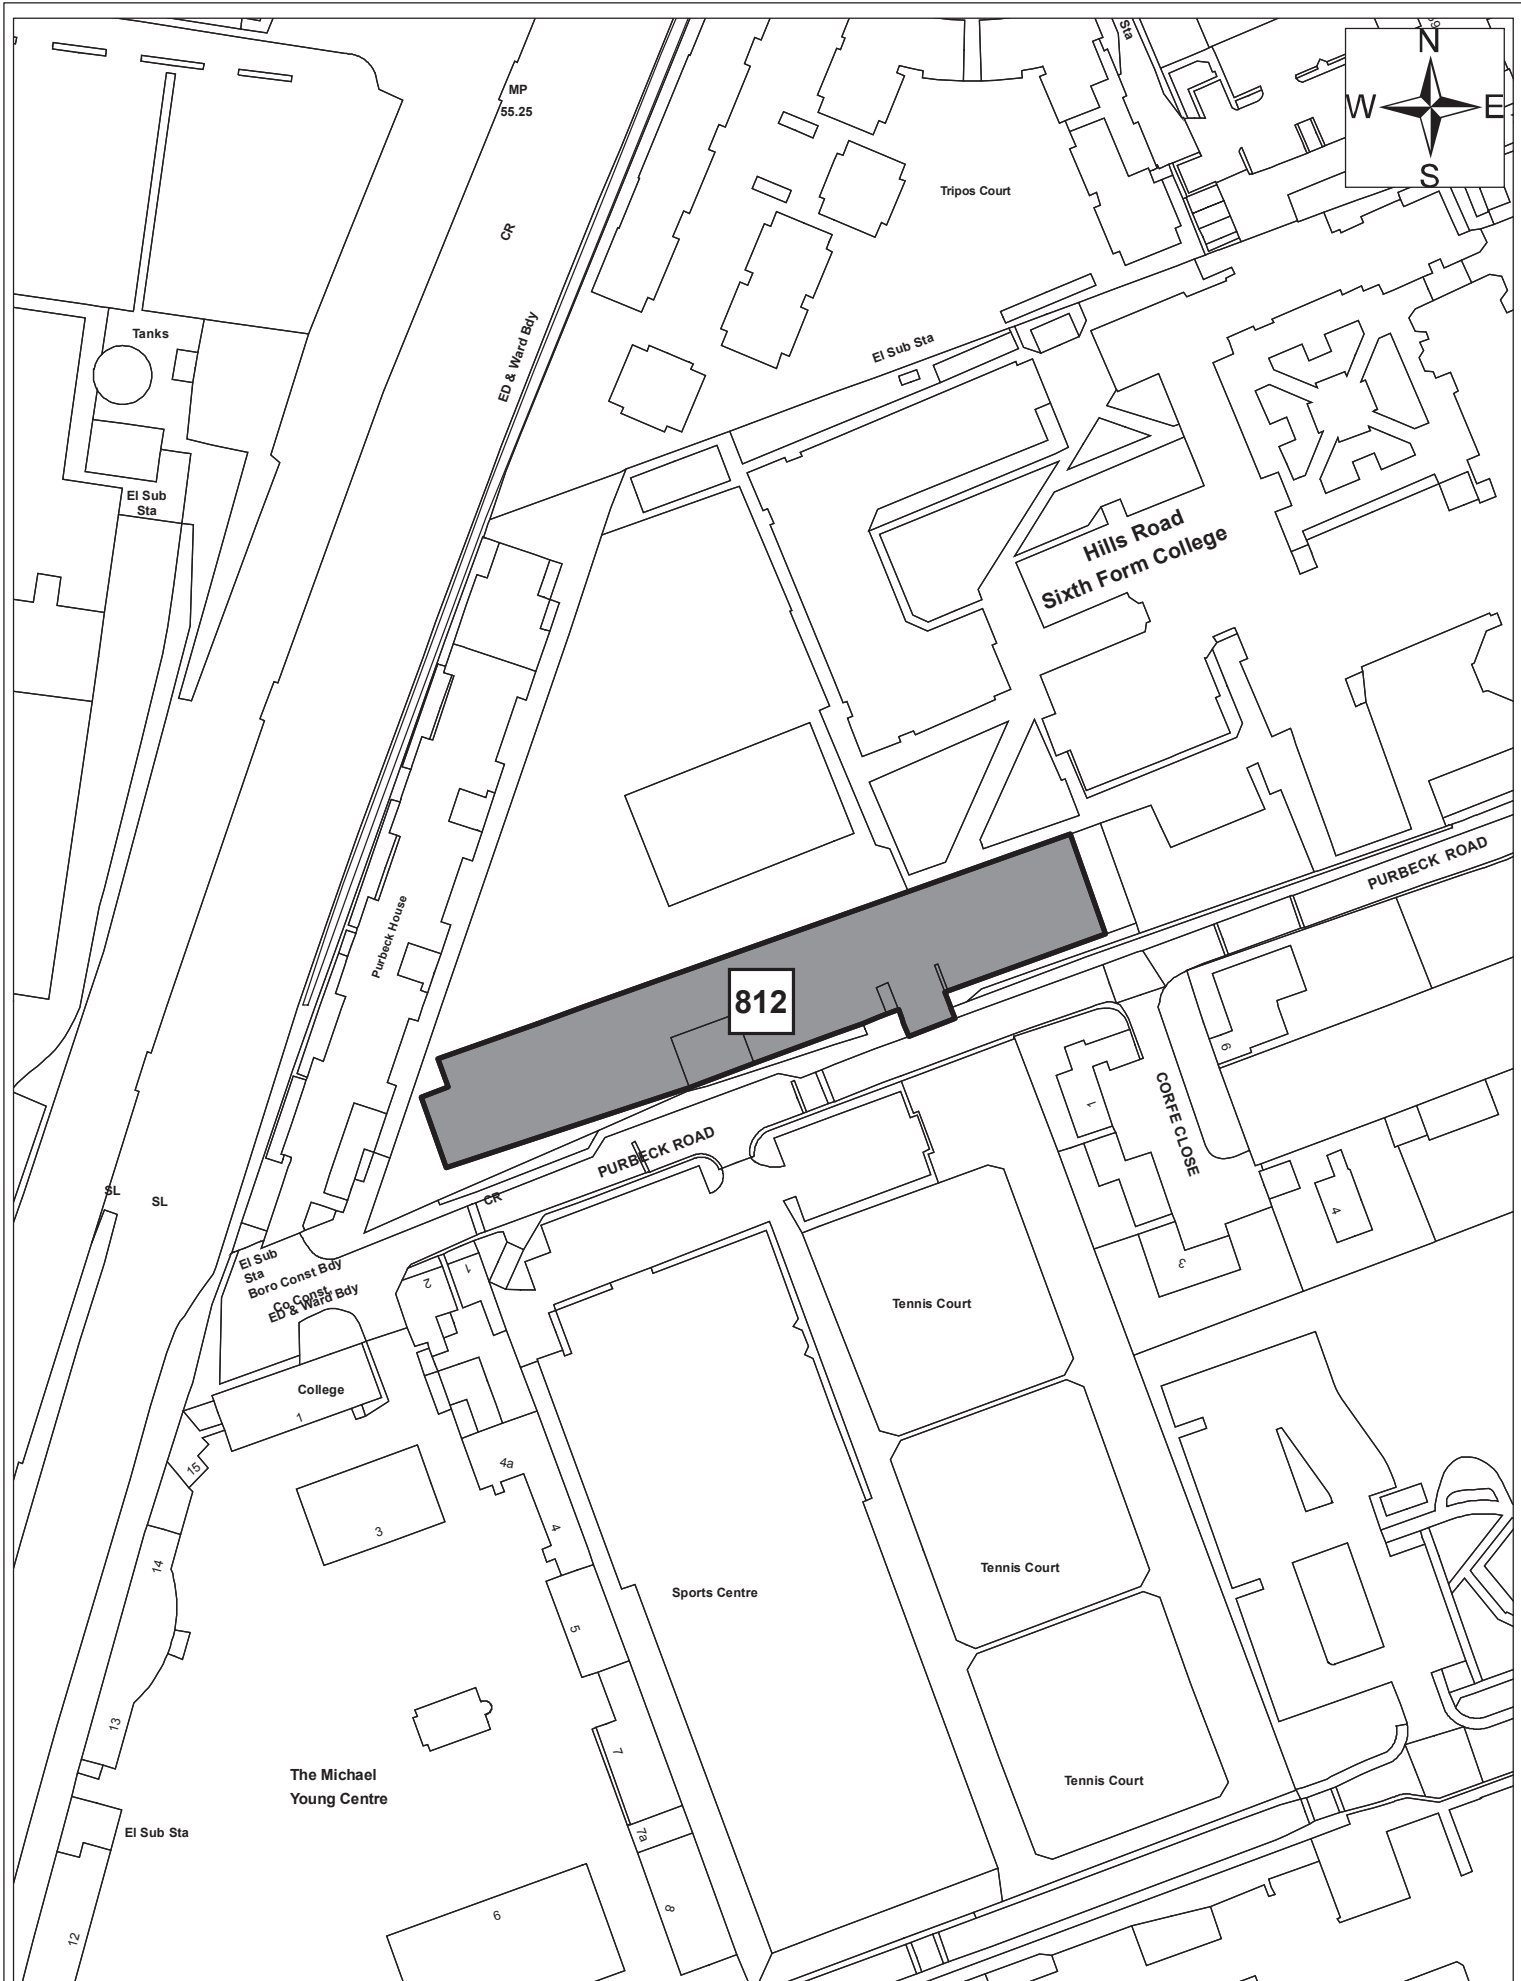 Sta
N
W E
S
MP
55.25
CR
Tripos Court
ED & Ward Bdy
Tanks
El Sub Sta
El Sub
Sta
Hills Road
Sixth Form College
PURBECK ROAD
Purbeck House
812
6
1
CORFE CLOSE
PURBECK ROAD
CR
SL
SL
4
3
El Sub
Sta
Boro Const Bdy
Co Const,
ED & Ward Bdy
2
1
Tennis Court
College
1
15
4a
3
4
14
Tennis Court
Sports Centre
5
13
7
The Michael
Young Centre
Tennis Court
El Sub Sta
7a
8
6
12